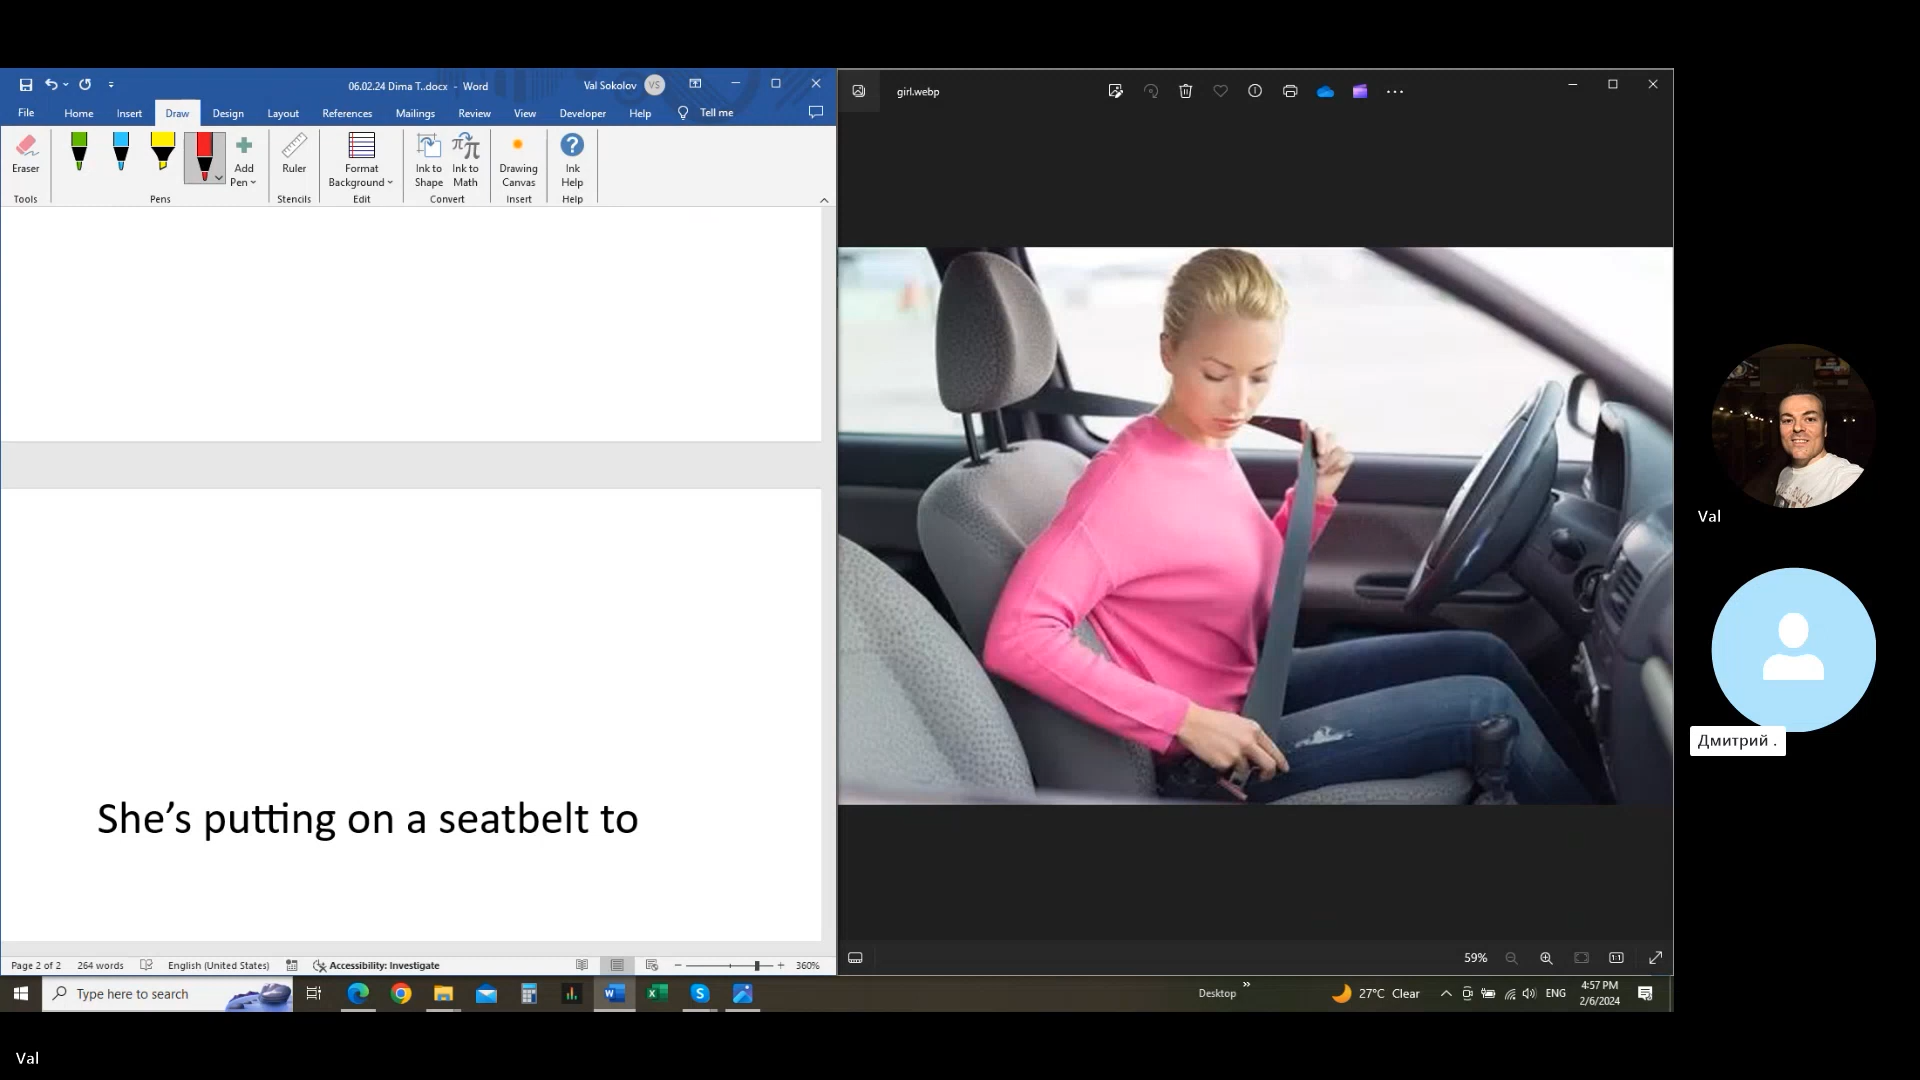 06.02.24 Dima T..docx - Word
Val Sokolov
VS
File
Home
Insert
Draw
Design
Layout
References
Mailings
Review
View
Developer
Help
Tell me
Eraser
Add
Pen
Ruler
Format
Background
Ink to
Shape
Ink to
Math
Drawing
Canvas
Ink
Help
Tools
Pens
Stencils
Edit
Convert
Insert
Help
She's putting on a seatbelt to
Page 2 of 2
264 words
English (United States)
Accessibility: Investigate
360%
girl.webp
59%
Type here to search
Desktop
27°C Clear
ENG
4:57 PM
2/6/2024
Val
Дмитрий .
Val